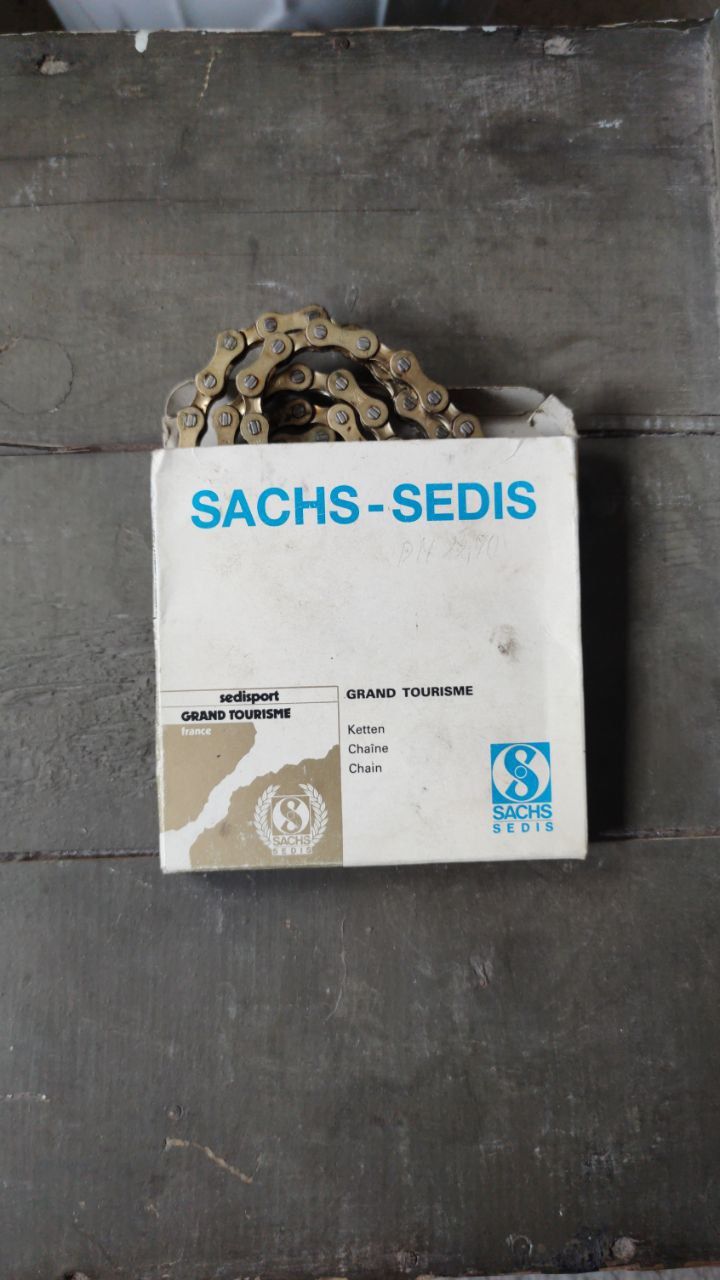 SACHS-SEDIS
sedisport
GRAND TOURISME
france
SACHS
SEDIS
GRAND TOURISME
Ketten
Chaîne
Chain
SACHS
SEDIS